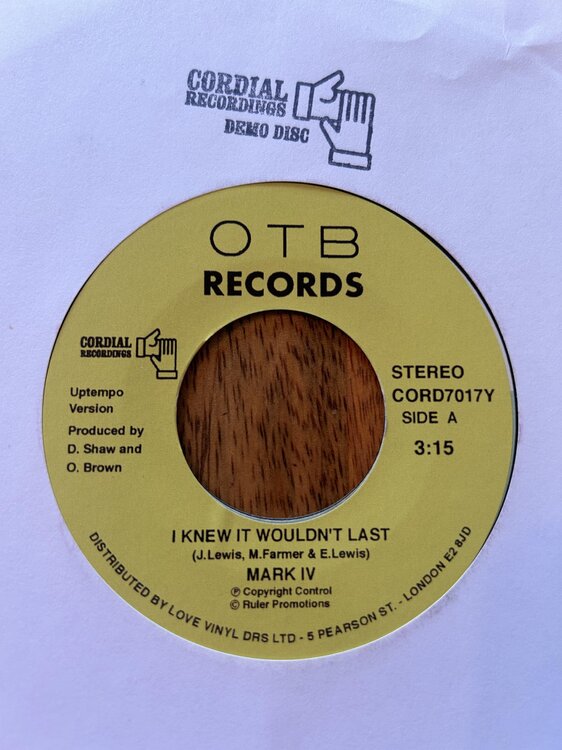 CORDIAL
RECORDINGS
DEMO DISC
OTB
RECORDS
CORDIAL
RECORDINGS
Uptempo
Version
Produced by
D. Shaw and
O. Brown
STEREO
CORD7017Y
SIDE A
3:15
I KNEW IT WOULDN'T LAST
(J.Lewis, M.Farmer & E.Lewis)
MARK IV
℗ Copyright Control
© Ruler Promotions
DISTRIBUTED BY LOVE VINYL DRS LTD - 5 PEARSON ST. - LONDON E2 8JD